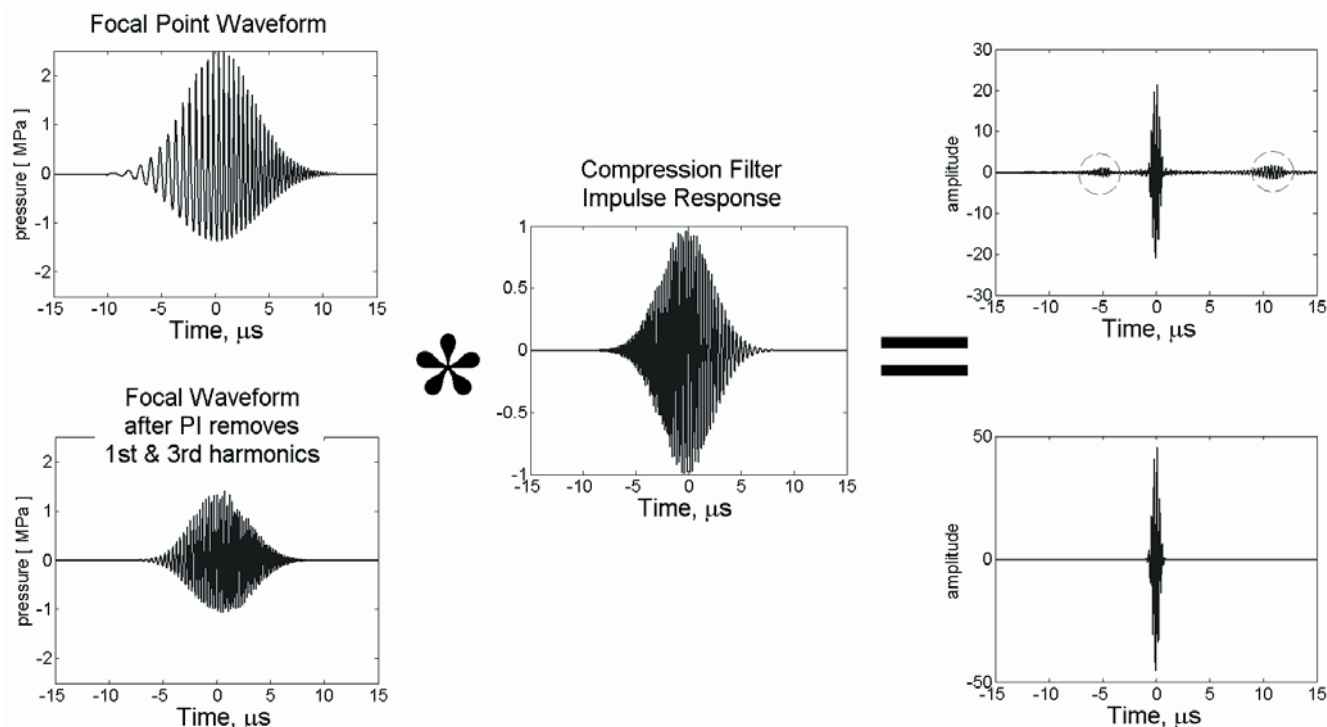 Focal Point Waveform
pressure [ MPa ]
2
1
0
-1
-2
-15 -10 -5 0 5 10 15
Time, μs
Focal Waveform
after PI removes
1st & 3rd harmonics
pressure [ MPa ]
2
1
0
-1
-2
-15 -10 -5 0 5 10 15
Time, μs
*
Compression Filter
Impulse Response
1
0.5
0
-0.5
-1
-15 -10 -5 0 5 10 15
Time, μs
=
amplitude
30
20
10
0
-10
-20
-30
-15 -10 -5 0 5 10 15
Time, μs
amplitude
50
0
-50
-15 -10 -5 0 5 10 15
Time, μs